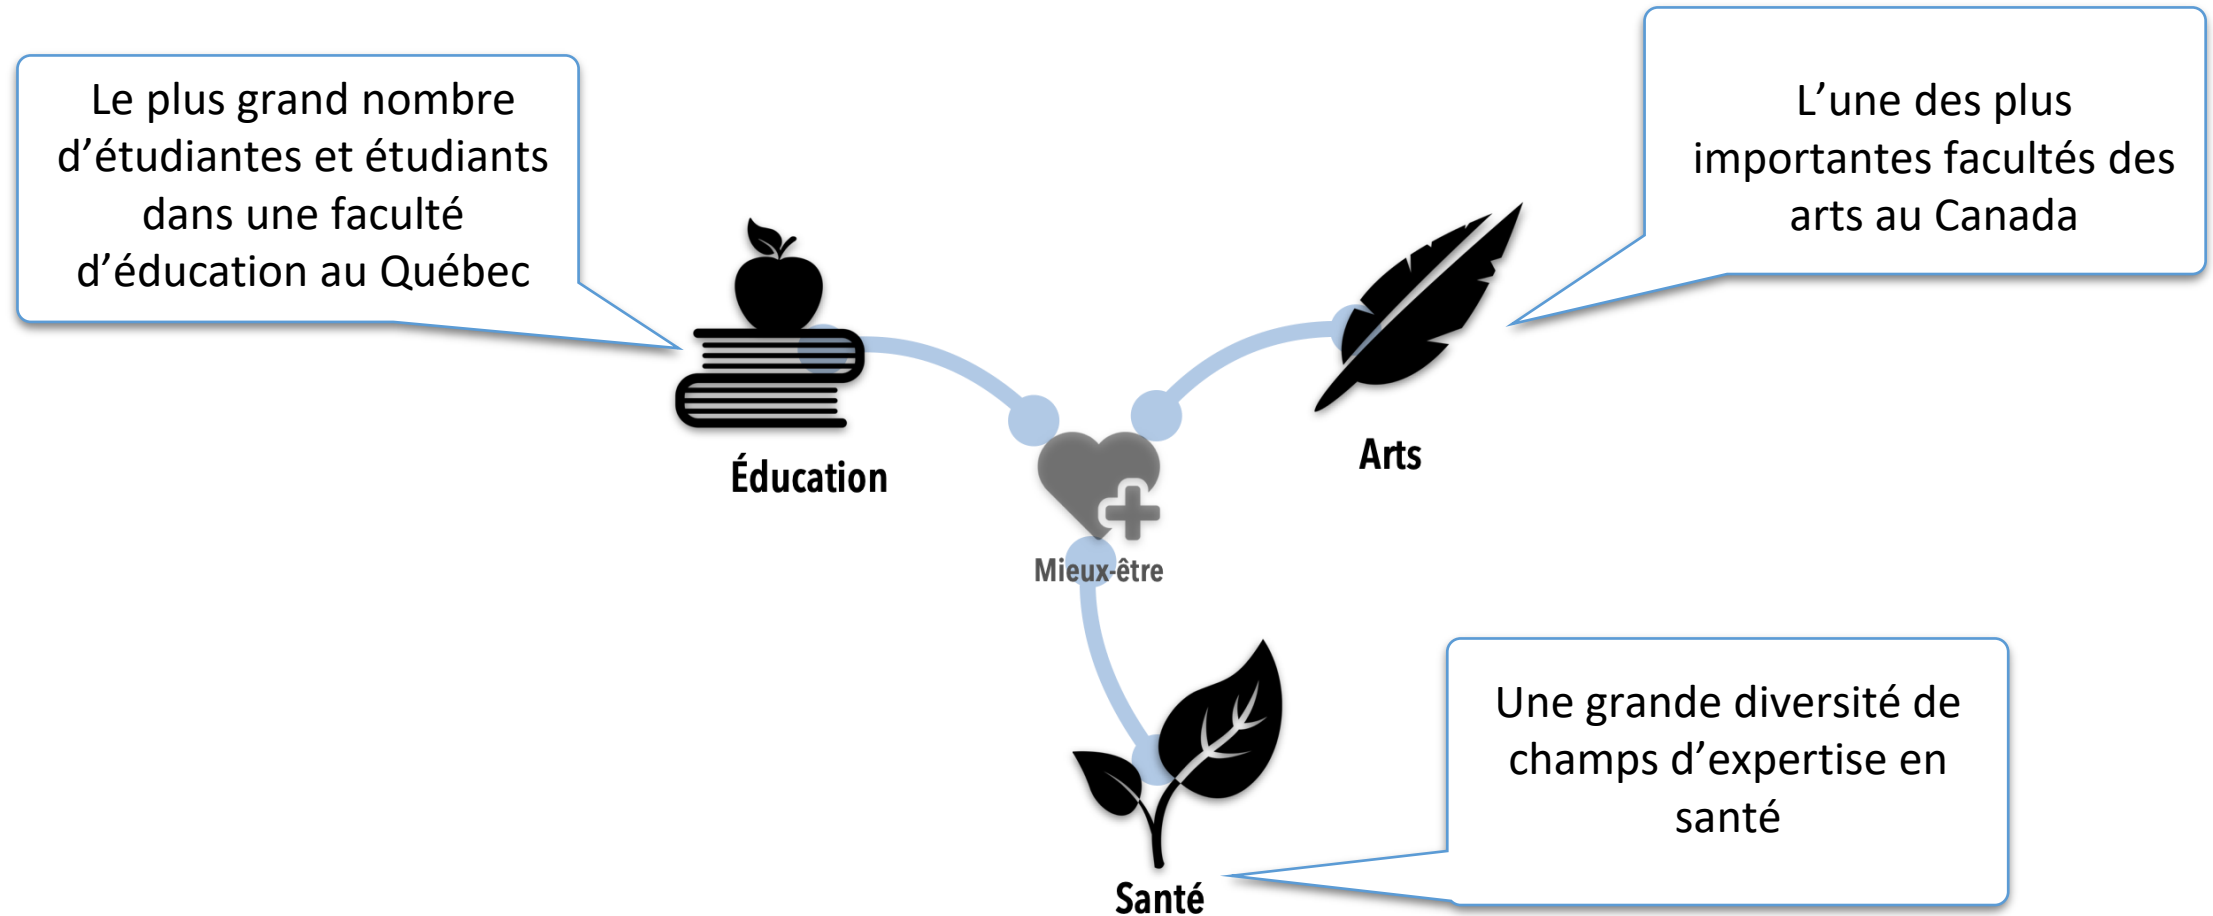 Le plus grand nombre
d’étudiantes et étudiants
dans une faculté
d’éducation au Québec
L’une des plus
importantes facultés des
arts au Canada
Éducation
Arts
Mieux-être
Une grande diversité de
champs d’expertise en
santé
Santé